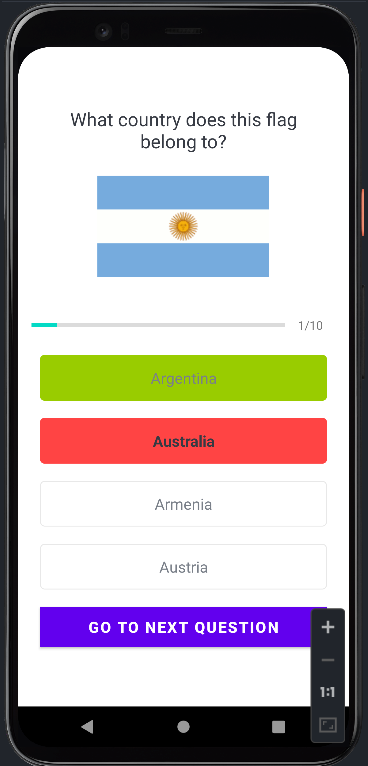 What country does this flag
belong to?
1/10
Argentina
Australia
Armenia
Austria
GO TO NEXT QUESTION
1:1